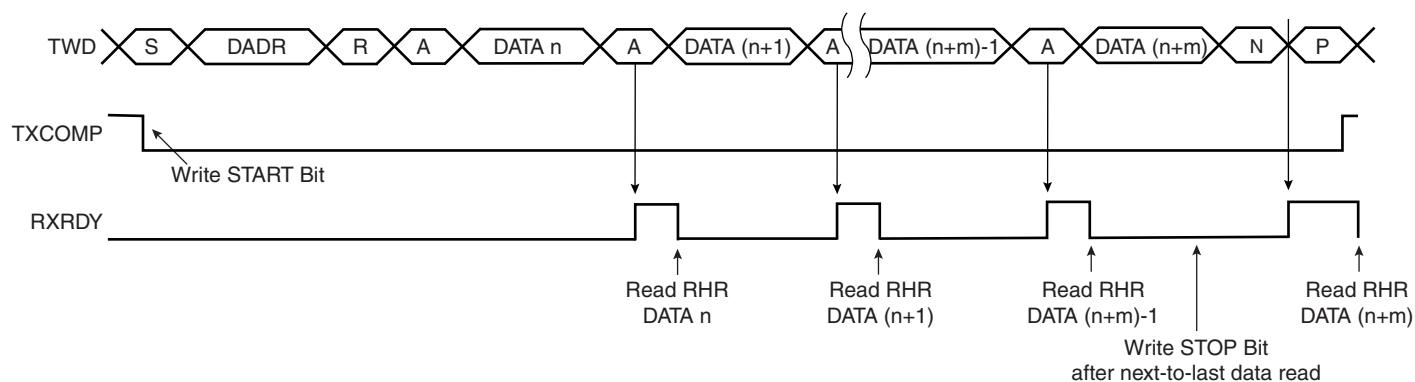 TWD S DADR R A DATA n A DATA (n+1) A DATA (n+m)-1 A DATA (n+m) N P
TXCOMP
Write START Bit
RXRDY
Read RHR
DATA n
Read RHR
DATA (n+1)
Read RHR
DATA (n+m)-1
Read RHR
DATA (n+m)
Write STOP Bit
after next-to-last data read